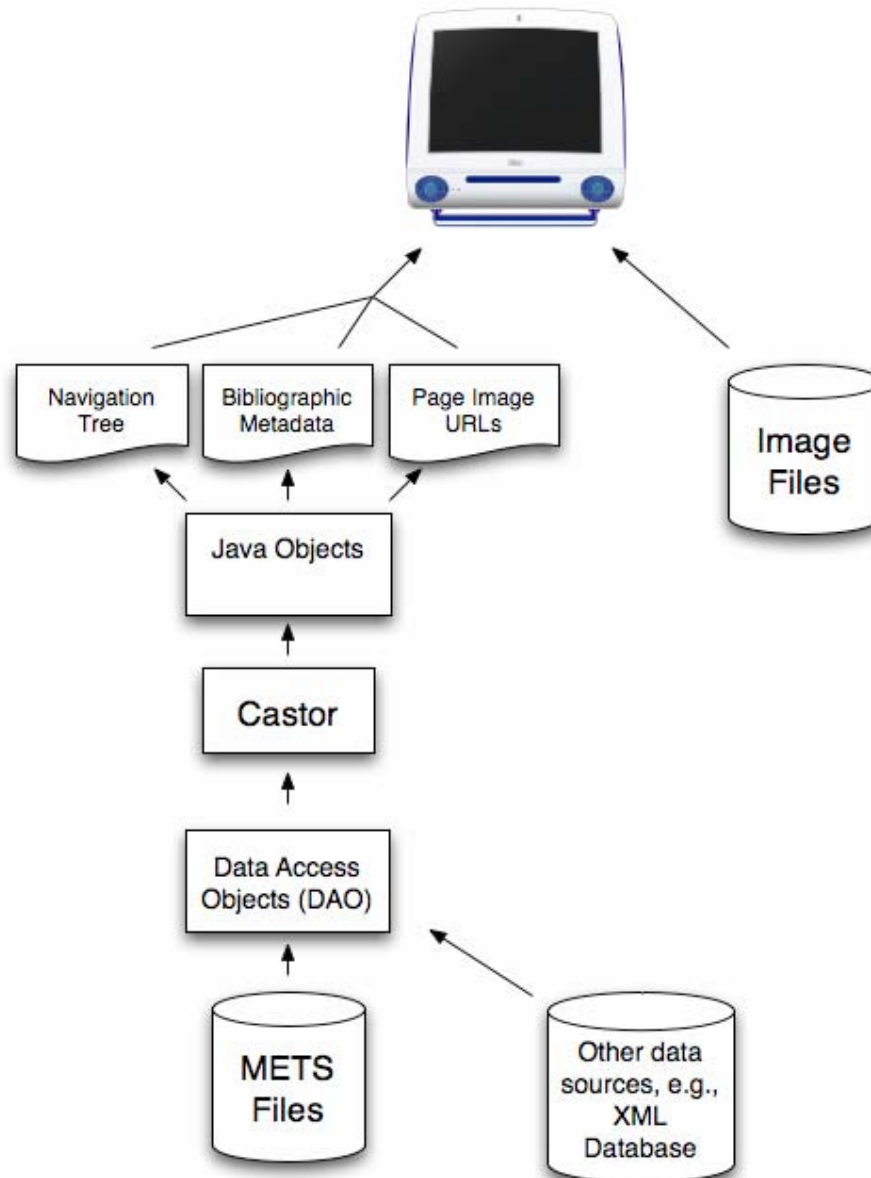 Navigation
Tree
Bibliographic
Metadata
Page Image
URLs
Image
Files
Java Objects
Castor
Data Access
Objects (DAO)
METS
Files
Other data
sources, e.g.,
XML
Database